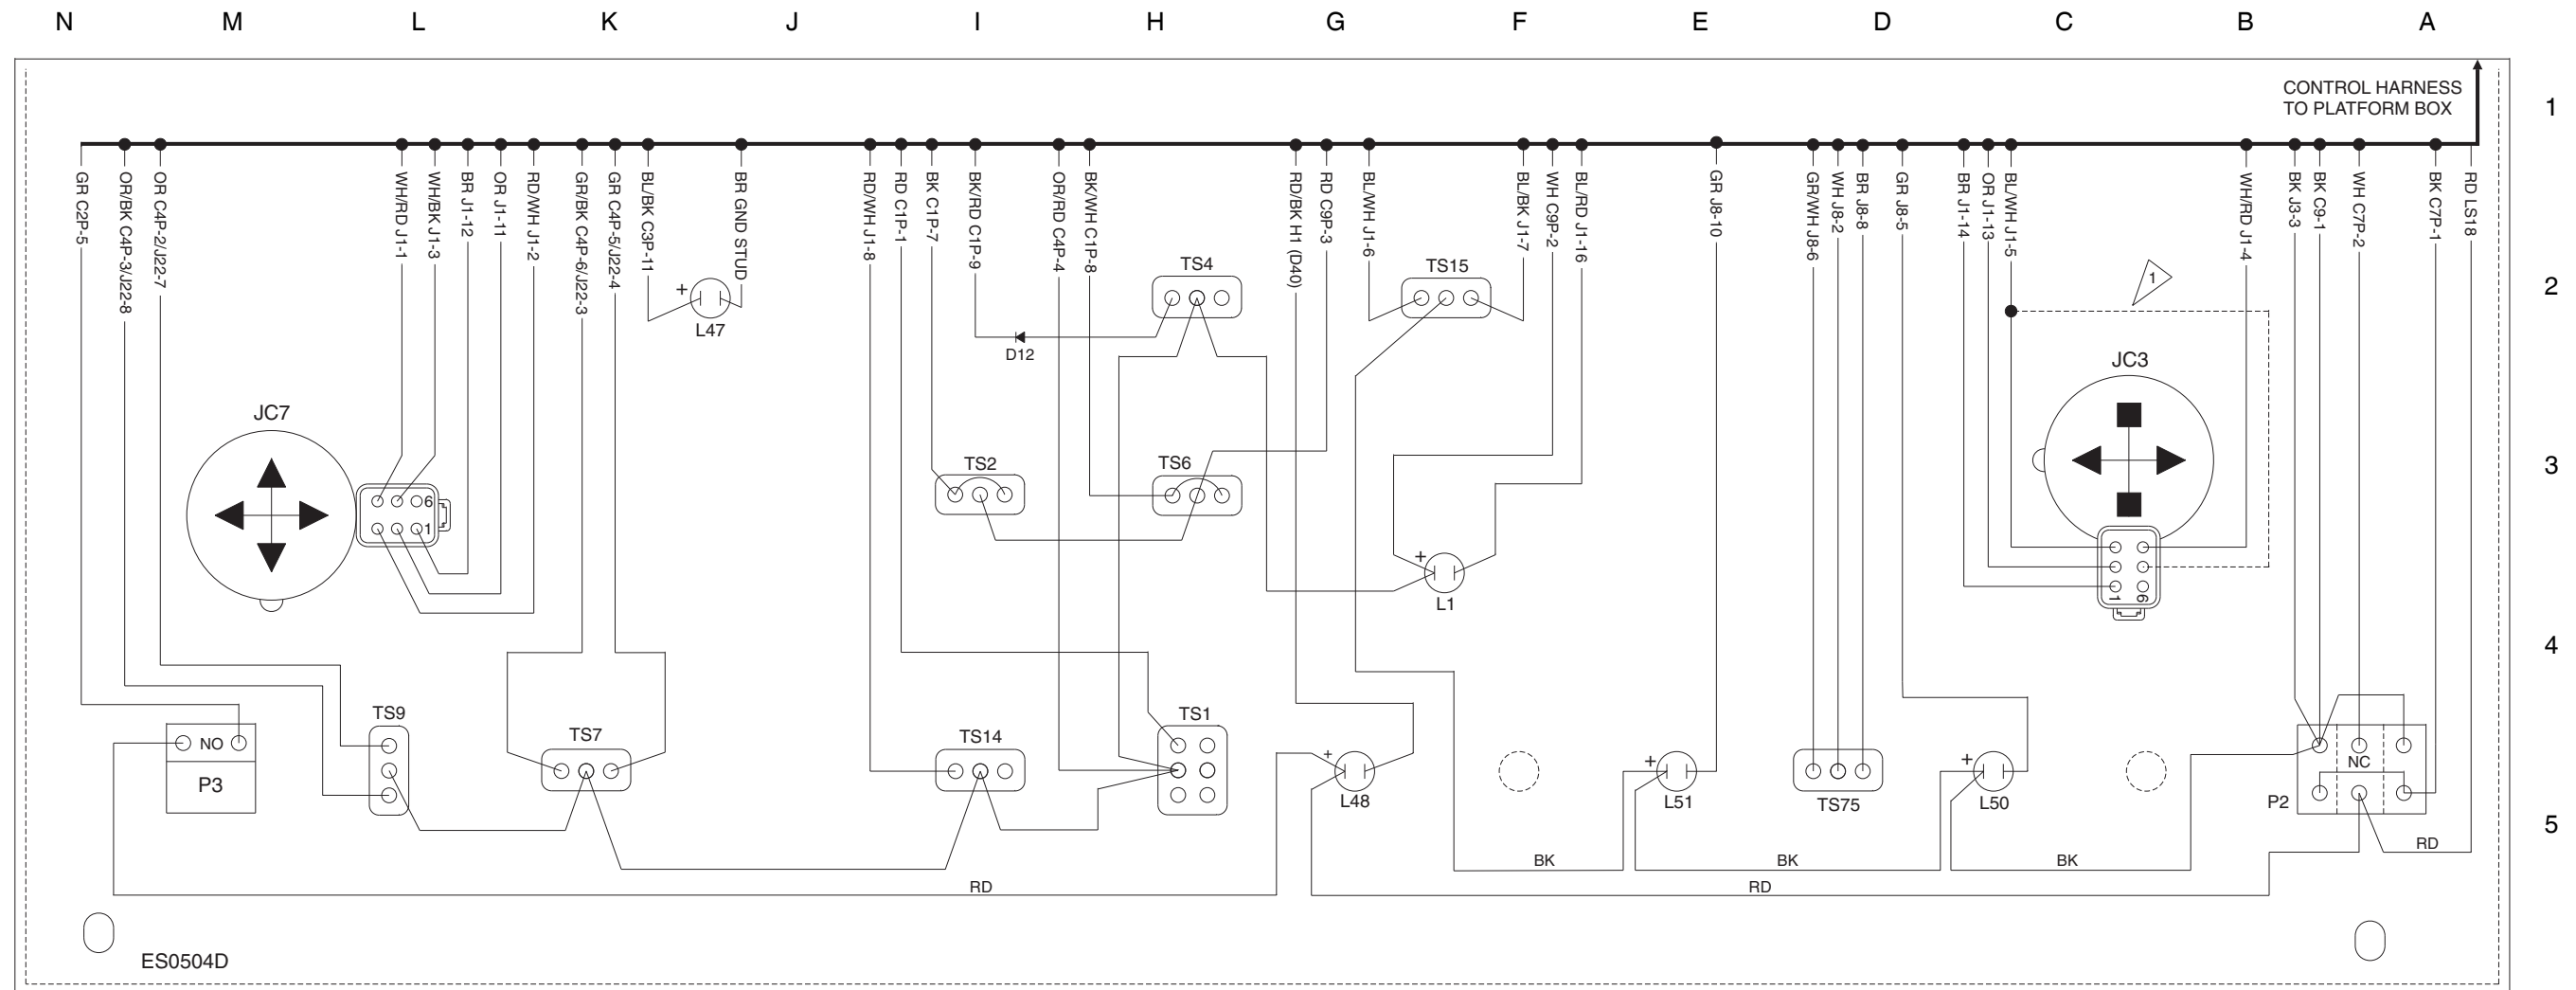 N M L K J I H G F E D C B A
CONTROL HARNESS
TO PLATFORM BOX
1
GR C2P-5
OR/BK C4P-3/J22-8
OR C4P-2/J22-7
WH/RD J1-1
WH/BK J1-3
BR J1-12
OR J1-11
RD/WH J1-2
GR/BK C4P-6/J22-3
GR C4P-5/J22-4
BL/BK C3P-11
BR GND STUD
RD/WH J1-8
RD C1P-1
BK C1P-7
BK/RD C1P-9
OR/RD C4P-4
BK/WH C1P-8
RD/BK H1 (D40)
RD C9P-3
BL/WH J1-6
BL/BK J1-7
WH C9P-2
BL/RD J1-16
GR J8-10
GR/WH J8-6
WH J8-2
BR J8-8
GR J8-5
BR J1-14
OR J1-13
BL/WH J1-5
WH/RD J1-4
BK J3-3
BK C9-1
WH C7P-2
BK C7P-1
RD LS18
TS4
TS15
1
2
+
L47
D12
JC3
JC7
TS2
TS6
3
6
1
+
L1
1 6
4
TS9
TS7
TS14
TS1
NO
P3
+
L48
+
L51
TS75
+
L50
NC
P2
5
BK
BK
BK
RD
RD
RD
ES0504D